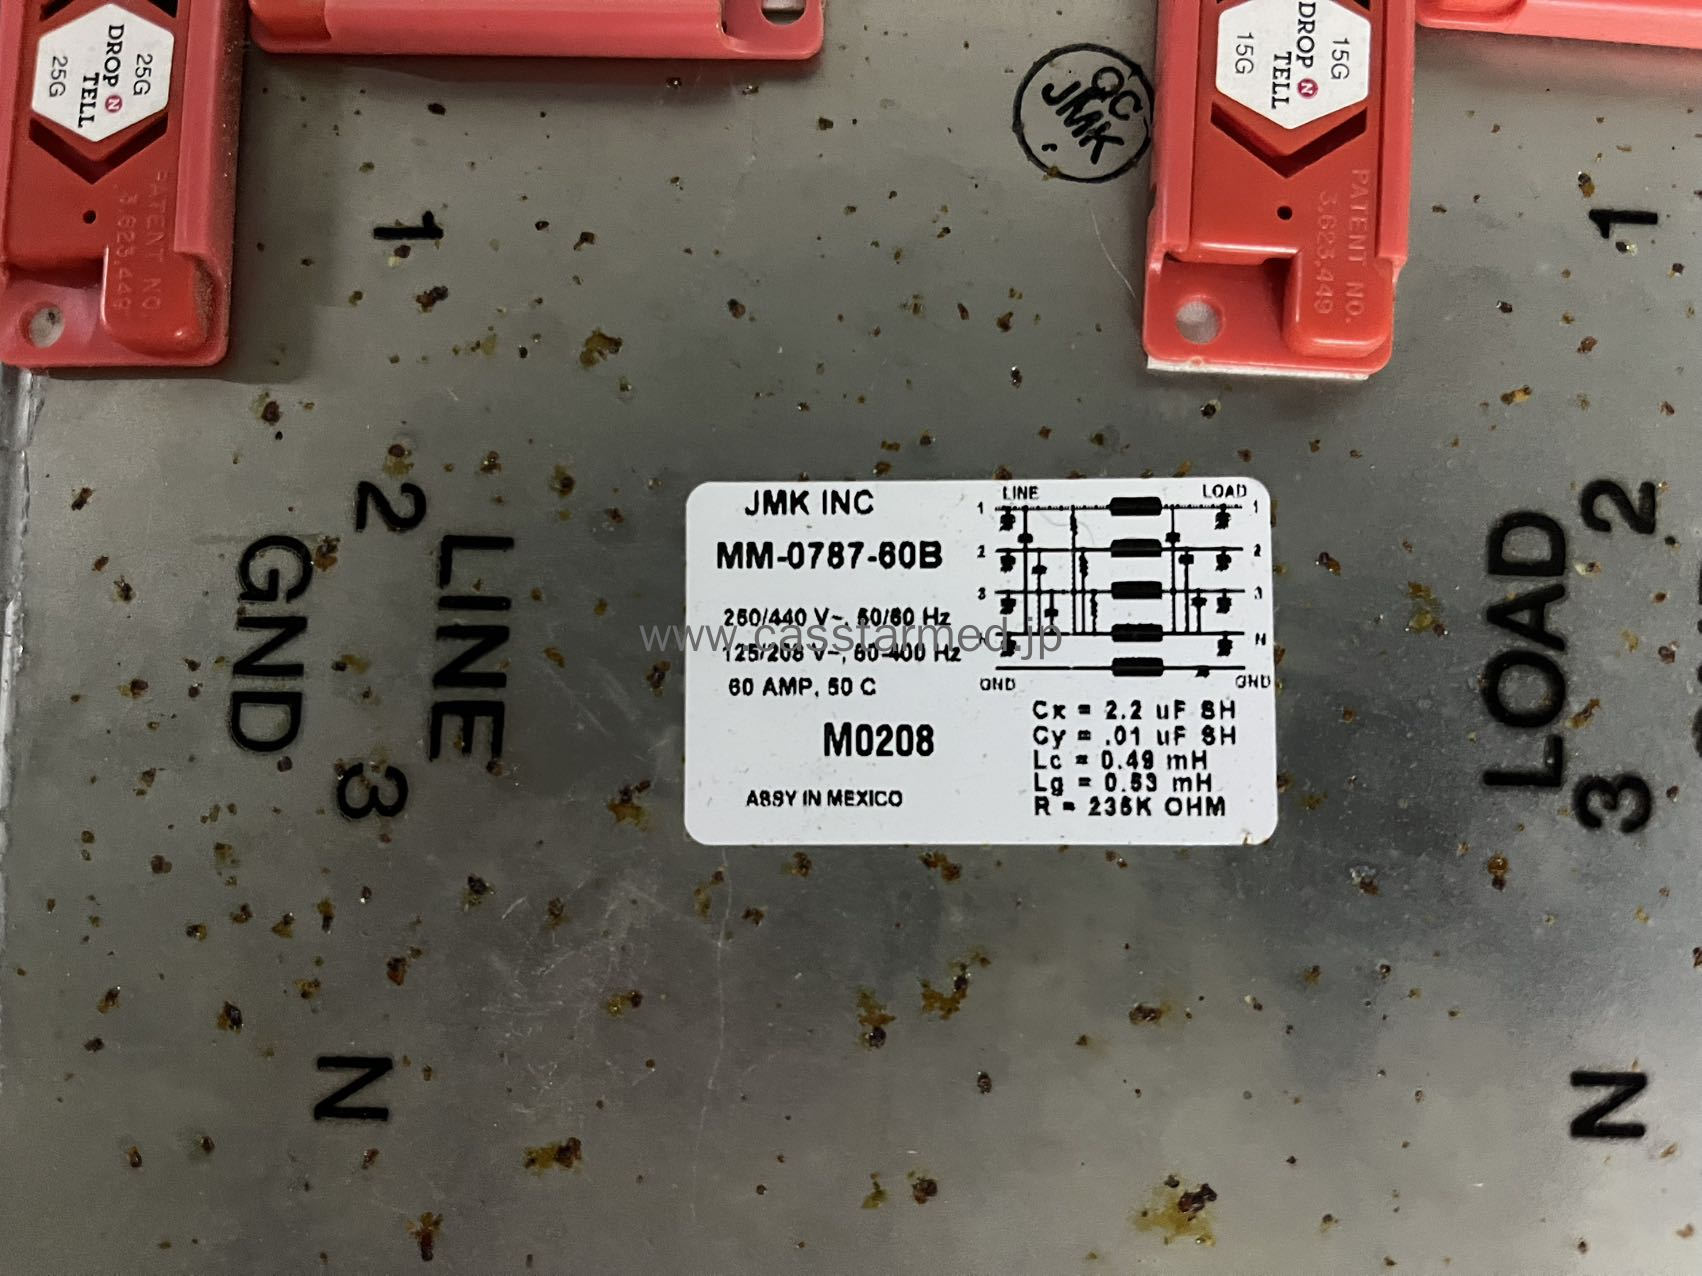 25G
DROP N TELL
25G
PATENT NO.
3,623,449
15G
DROP N TELL
15G
PATENT NO.
3,623,449
QC
JMK
1
2
3
N
LINE
GND
1
2
3
N
LOAD
JMK INC
MM-0787-60B
250/440 V~, 50/60 Hz
125/208 V~, 60-400 Hz
60 AMP, 50 C
M0208
ASSY IN MEXICO
LINE LOAD
1 1
2 2
3 3
N N
GND GND
Cx = 2.2 uF SH
Cy = .01 uF SH
Lc = 0.49 mH
Lg = 0.53 mH
R = 235K OHM
www.casstarmed.jp